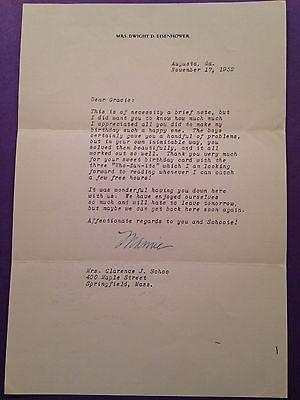 MRS. DWIGHT D. EISENHOWER
Augusta, Ga.
November 17, 1952
Dear Gracie:
This is of necessity a brief note, but
I did want you to know how much much
I appreciated all you did to make my
birthday such a happy one. The boys
certainly gave you a handful of problems,
but in your own inimitable way, you
solved them beautifully, and it all
worked out so well. Thank you very much
for your sweet birthday card with the
three "Who-Dun-its" which I am looking
forward to reading whenever I can catch
a few free hours!
It was wonderful having you down here
with us. We have enjoyed ourselves
so much and will hate to leave tomorrow,
but maybe we can get back here soon again.
Affectionate regards to you and Schooie!
Mamie
Mrs. Clarence J. Schoo
400 Maple Street
Springfield, Mass.